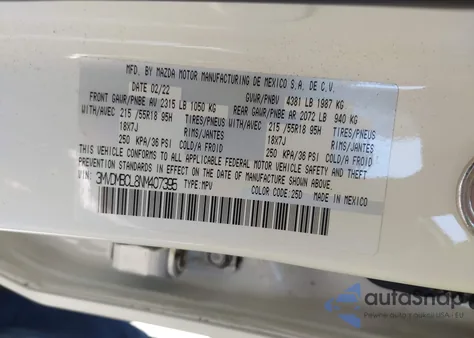 MFD. BY MAZDA MOTOR MANUFACTURING DE MEXICO S.A. DE C.V.
DATE 02/22 GVWR/PNBV 4381 LB 1987 KG
FRONT GAWR/PNBE AV 2315 LB 1050 KG REAR GAWR/PNBE AR 2072 LB 940 KG
WITH/AVEC 215 /55R18 95H TIRES/PNEUS WITH/AVEC 215 /55R18 95H TIRES/PNEUS
18X7J RIMS/JANTES 18X7J RIMS/JANTES
250 KPA/36 PSI COLD/A FROID 250 KPA/36 PSI COLD/A FROID
THIS VEHICLE CONFORMS TO ALL APPLICABLE FEDERAL MOTOR VEHICLE SAFETY AND THEFT
PREVENTION STANDARDS IN EFFECT ON THE DATE OF MANUFACTURE SHOWN ABOVE.
3MVDMBCL8NM407395 TYPE:MPV COLOR CODE:25D MADE IN MEXICO
autosnap